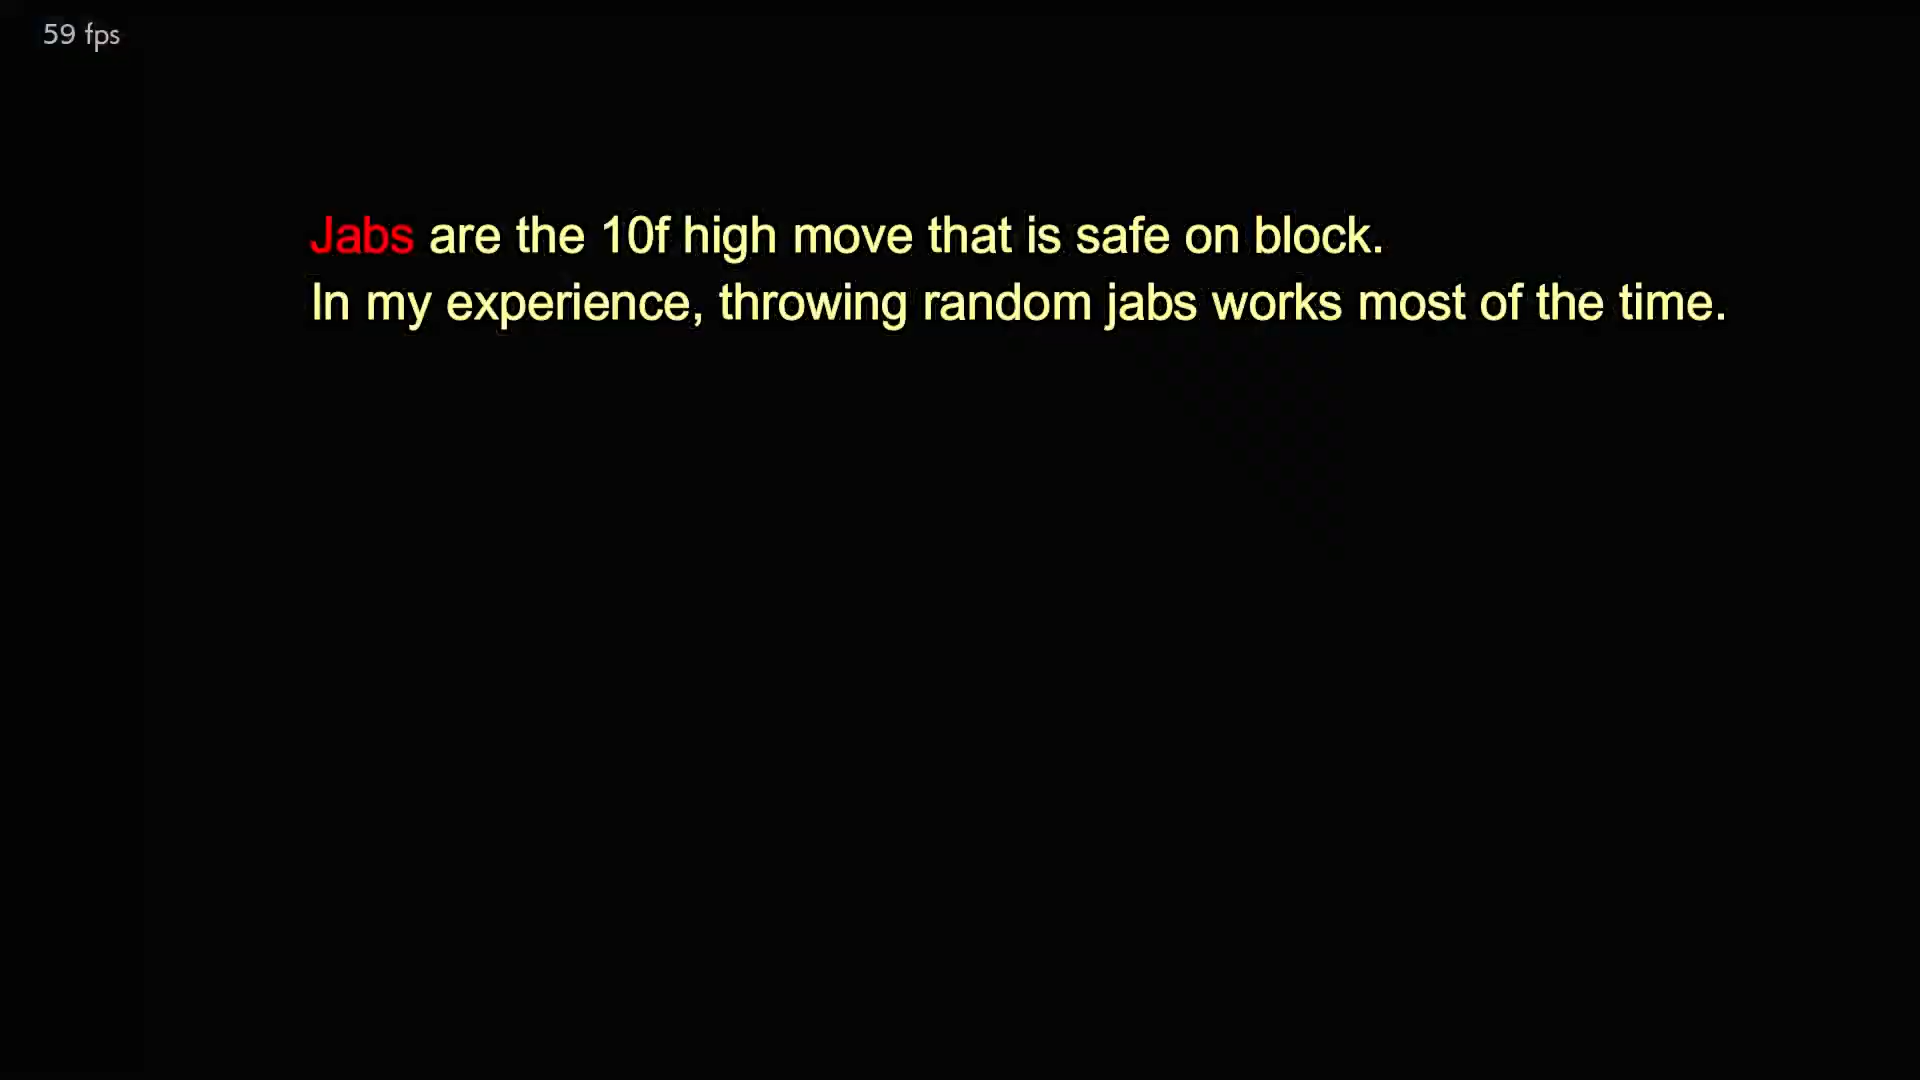 59 fps
Jabs are the 10f high move that is safe on block.
In my experience, throwing random jabs works most of the time.